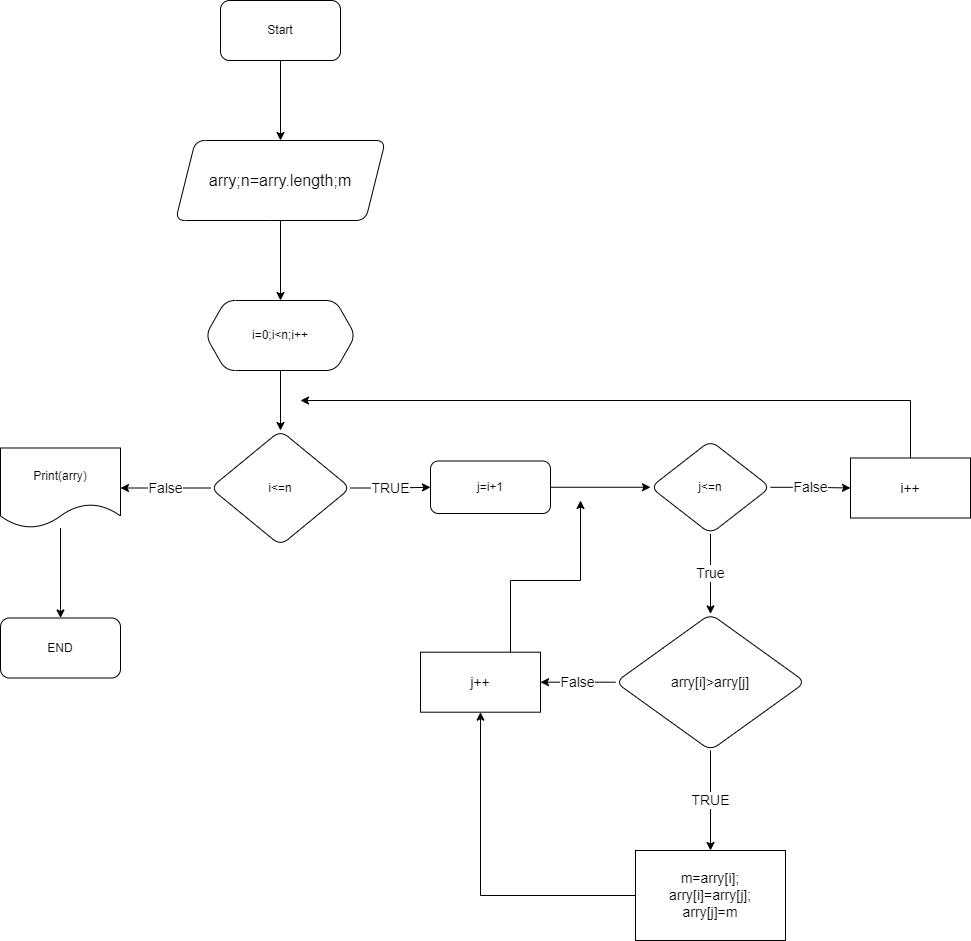 Start
arry;n=arry.length;m
i=0;i<n;i++
Print(arry)
False
i<=n
TRUE
j=i+1
j<=n
False
i++
True
END
j++
False
arry[i]>arry[j]
TRUE
m=arry[i];
arry[i]=arry[j];
arry[j]=m